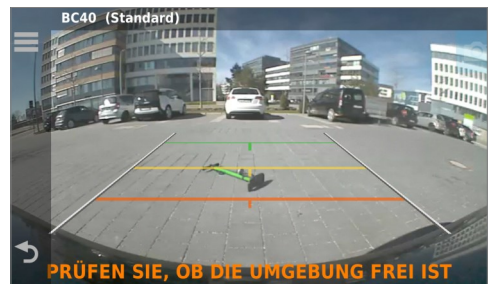 BC40 (Standard)
PRÜFEN SIE, OB DIE UMGEBUNG FREI IST